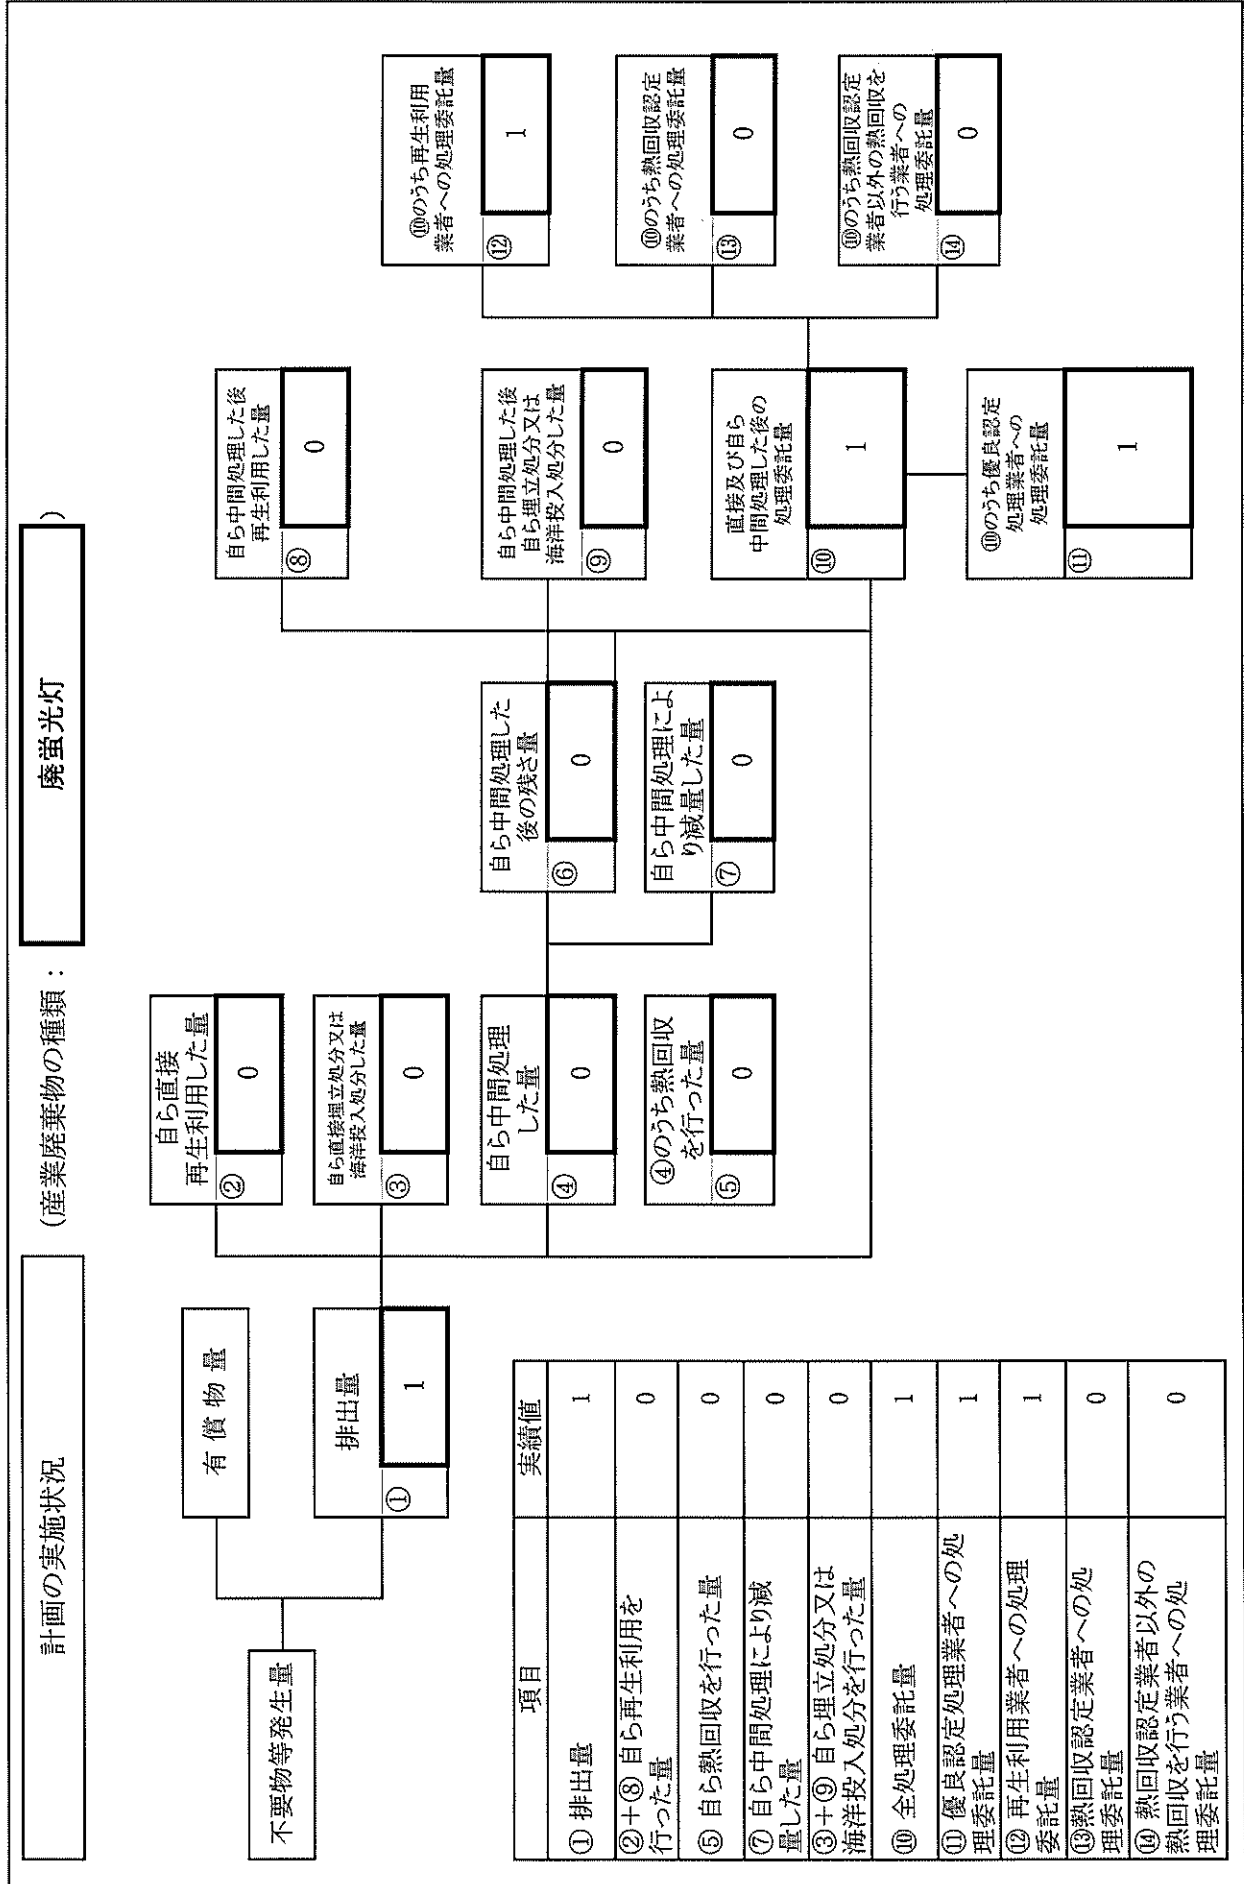 計画の実施状況
(産業廃棄物の種類：
廃蛍光灯
)
不要物等発生量
有 償 物 量
排出量
①
1
自ら直接
再生利用した量
②
0
自ら直接埋立処分又は
海洋投入処分した量
③
0
自ら中間処理
した量
④
0
④のうち熱回収
を行った量
⑤
0
自ら中間処理した
後の残さ量
⑥
0
自ら中間処理によ
り減量した量
⑦
0
自ら中間処理した後
再生利用した量
⑧
0
自ら中間処理した後
自ら埋立処分又は
海洋投入処分した量
⑨
0
直接及び自ら
中間処理した後の
処理委託量
⑩
1
⑩のうち優良認定
処理業者への
処理委託量
⑪
1
⑩のうち再生利用
業者への処理委託量
⑫
1
⑩のうち熱回収認定
業者への処理委託量
⑬
0
⑩のうち熱回収認定
業者以外の熱回収を
行う業者への
処理委託量
⑭
0
項目 実績値
① 排出量 1
②＋⑧ 自ら再生利用を
行った量 0
⑤ 自ら熱回収を行った量 0
⑦ 自ら中間処理により減
量した量 0
③＋⑨ 自ら埋立処分又は
海洋投入処分を行った量 0
⑩ 全処理委託量 1
⑪ 優良認定処理業者への処
理委託量 1
⑫ 再生利用業者への処理
委託量 1
⑬熱回収認定業者への処
理委託量 0
⑭ 熱回収認定業者以外の
熱回収を行う業者への処
理委託量 0